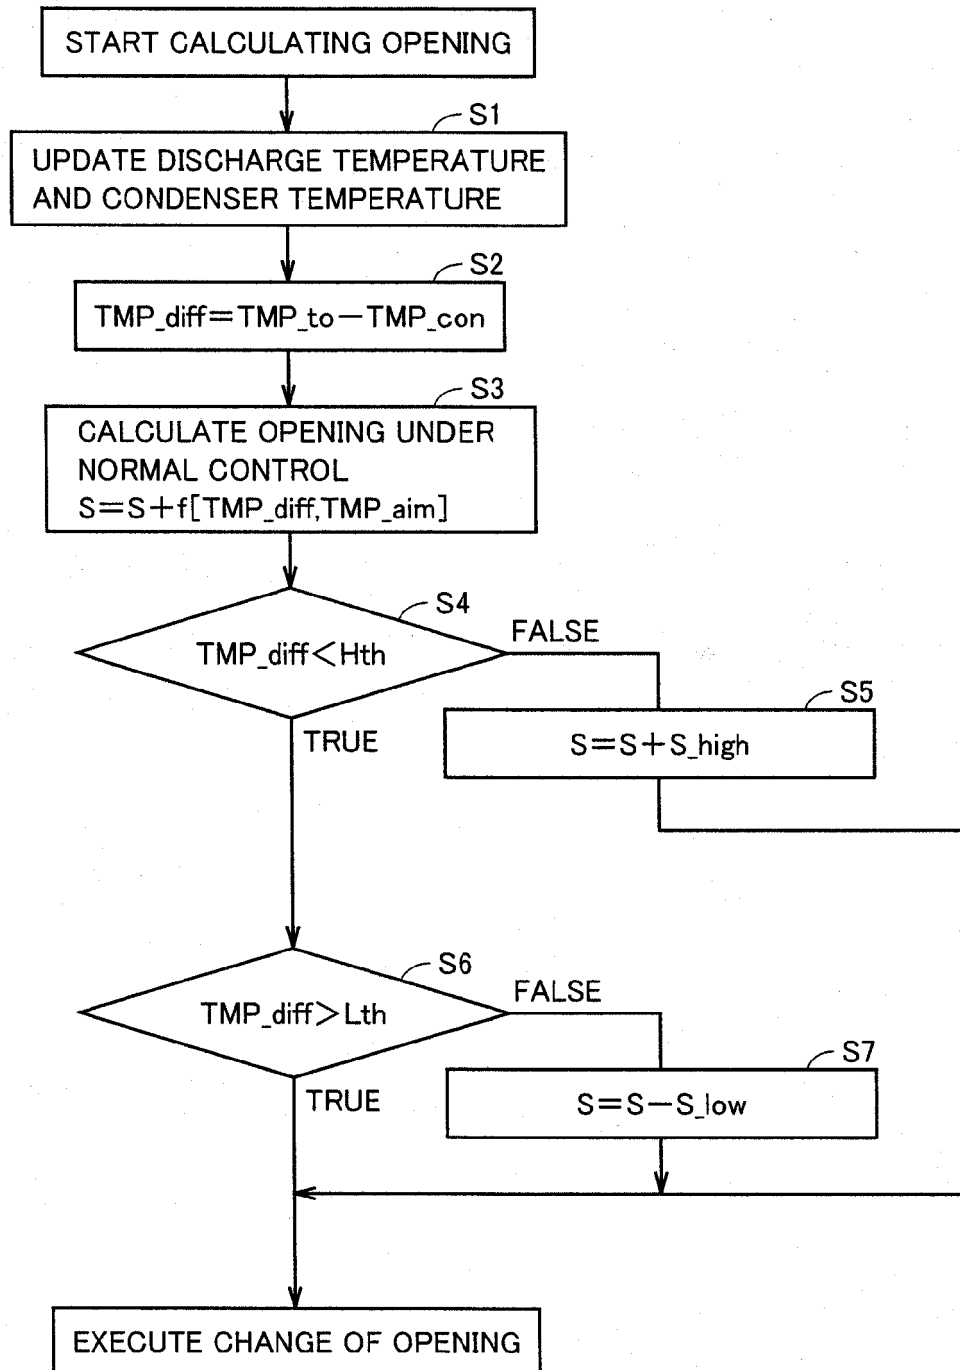 START CALCULATING OPENING
S1
UPDATE DISCHARGE TEMPERATURE
AND CONDENSER TEMPERATURE
S2
TMP_diff=TMP_to−TMP_con
S3
CALCULATE OPENING UNDER
NORMAL CONTROL
S=S+f[TMP_diff,TMP_aim]
S4
TMP_diff<Hth
FALSE
TRUE
S5
S=S+S_high
S6
TMP_diff>Lth
FALSE
TRUE
S7
S=S−S_low
EXECUTE CHANGE OF OPENING